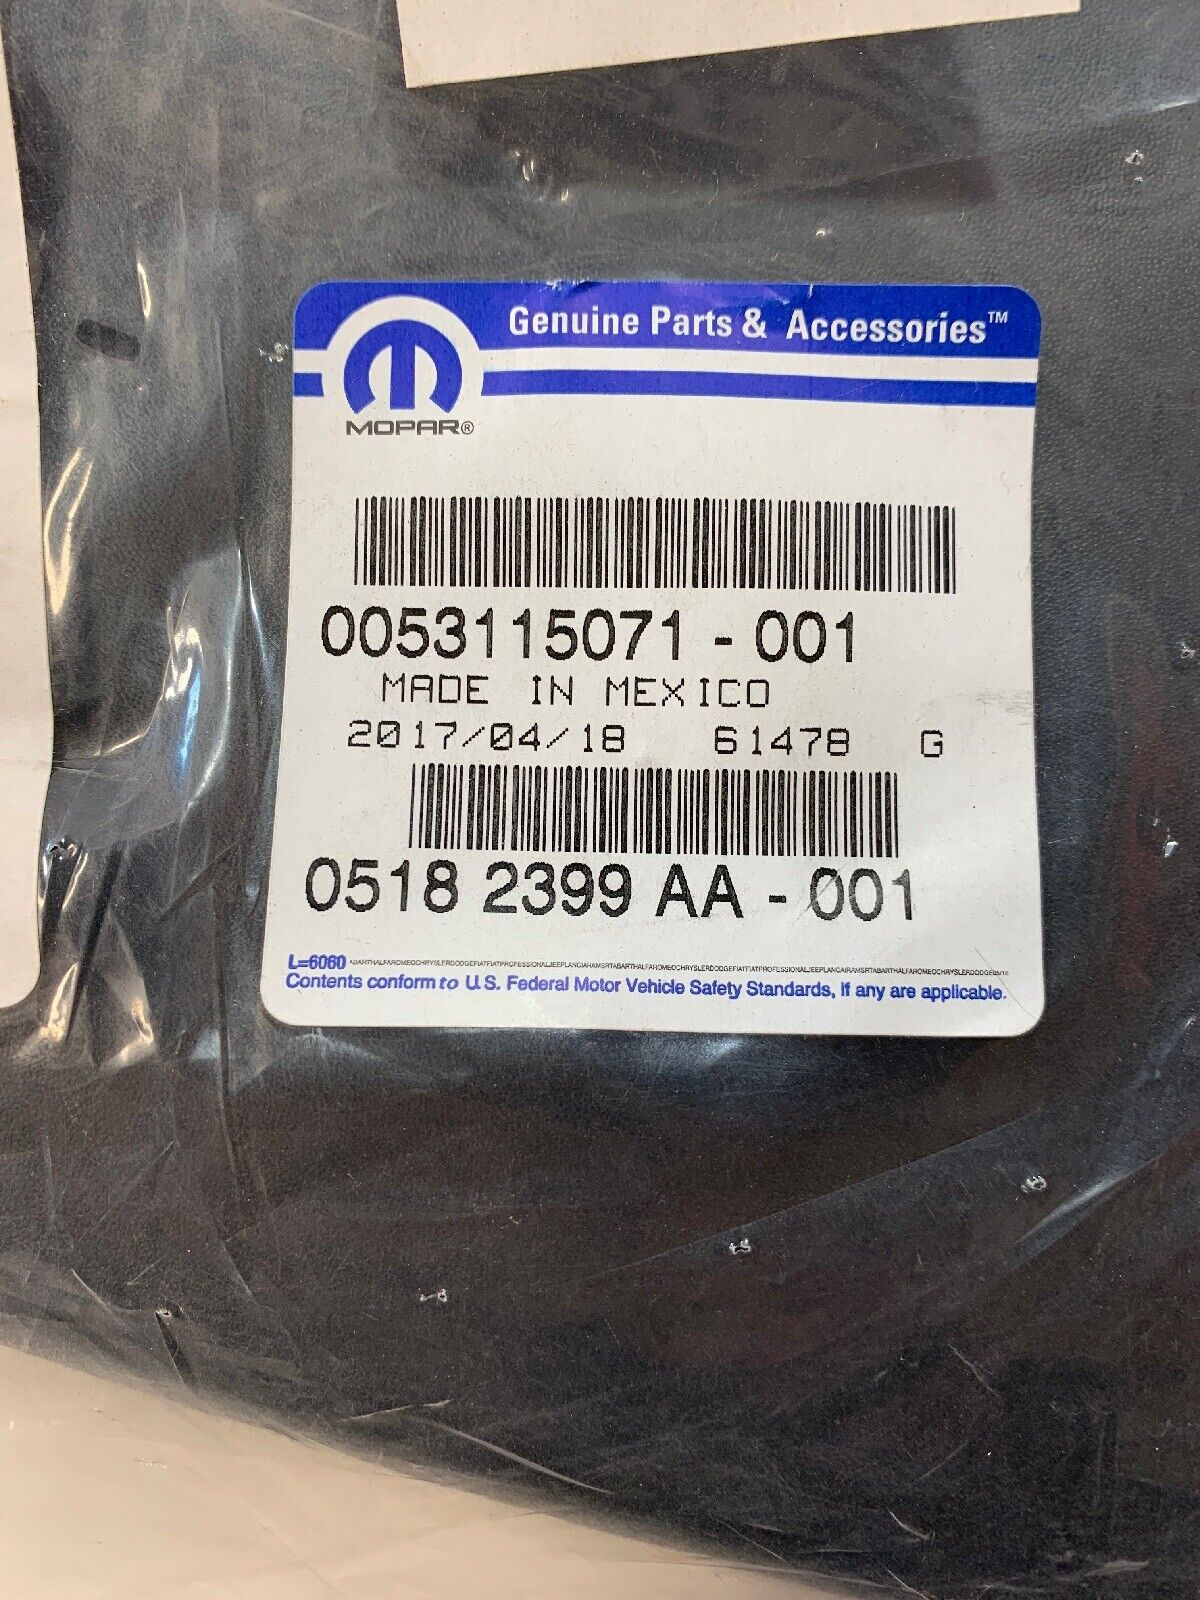 Genuine Parts & Accessories™
MOPAR®
0053115071 - 001
MADE IN MEXICO
2017/04/18 61478 G
0518 2399 AA - 001
L=6060
Contents conform to U.S. Federal Motor Vehicle Safety Standards, If any are applicable.